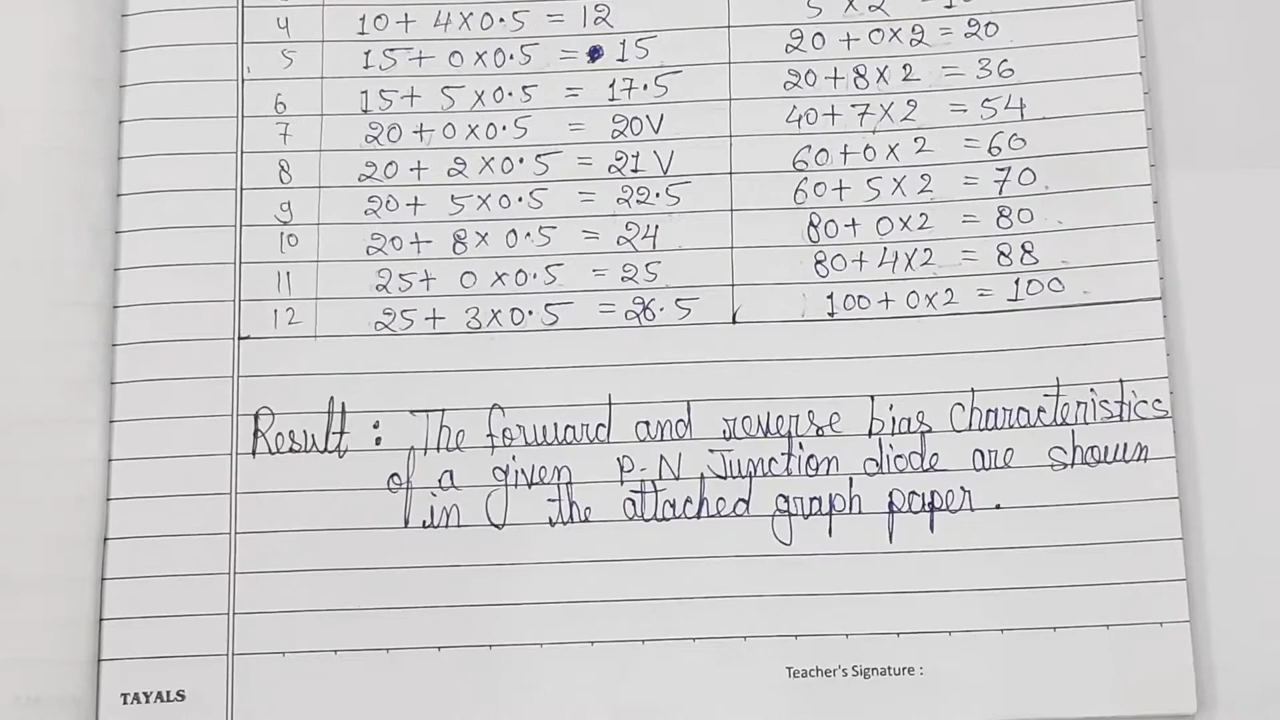 4 10 + 4 × 0.5 = 12 5 × 2 =
5 15 + 0 × 0.5 = 15 20 + 0 × 2 = 20
6 15 + 5 × 0.5 = 17.5 20 + 8 × 2 = 36
7 20 + 0 × 0.5 = 20V 40 + 7 × 2 = 54
8 20 + 2 × 0.5 = 21 V 60 + 0 × 2 = 60
9 20 + 5 × 0.5 = 22.5 60 + 5 × 2 = 70
10 20 + 8 × 0.5 = 24 80 + 0 × 2 = 80
11 25 + 0 × 0.5 = 25 80 + 4 × 2 = 88
12 25 + 3 × 0.5 = 26.5 100 + 0 × 2 = 100
Result : The forward and reverse bias characteristics
of a given P-N Junction diode are shown
in the attached graph paper.
Teacher's Signature :
TAYALS